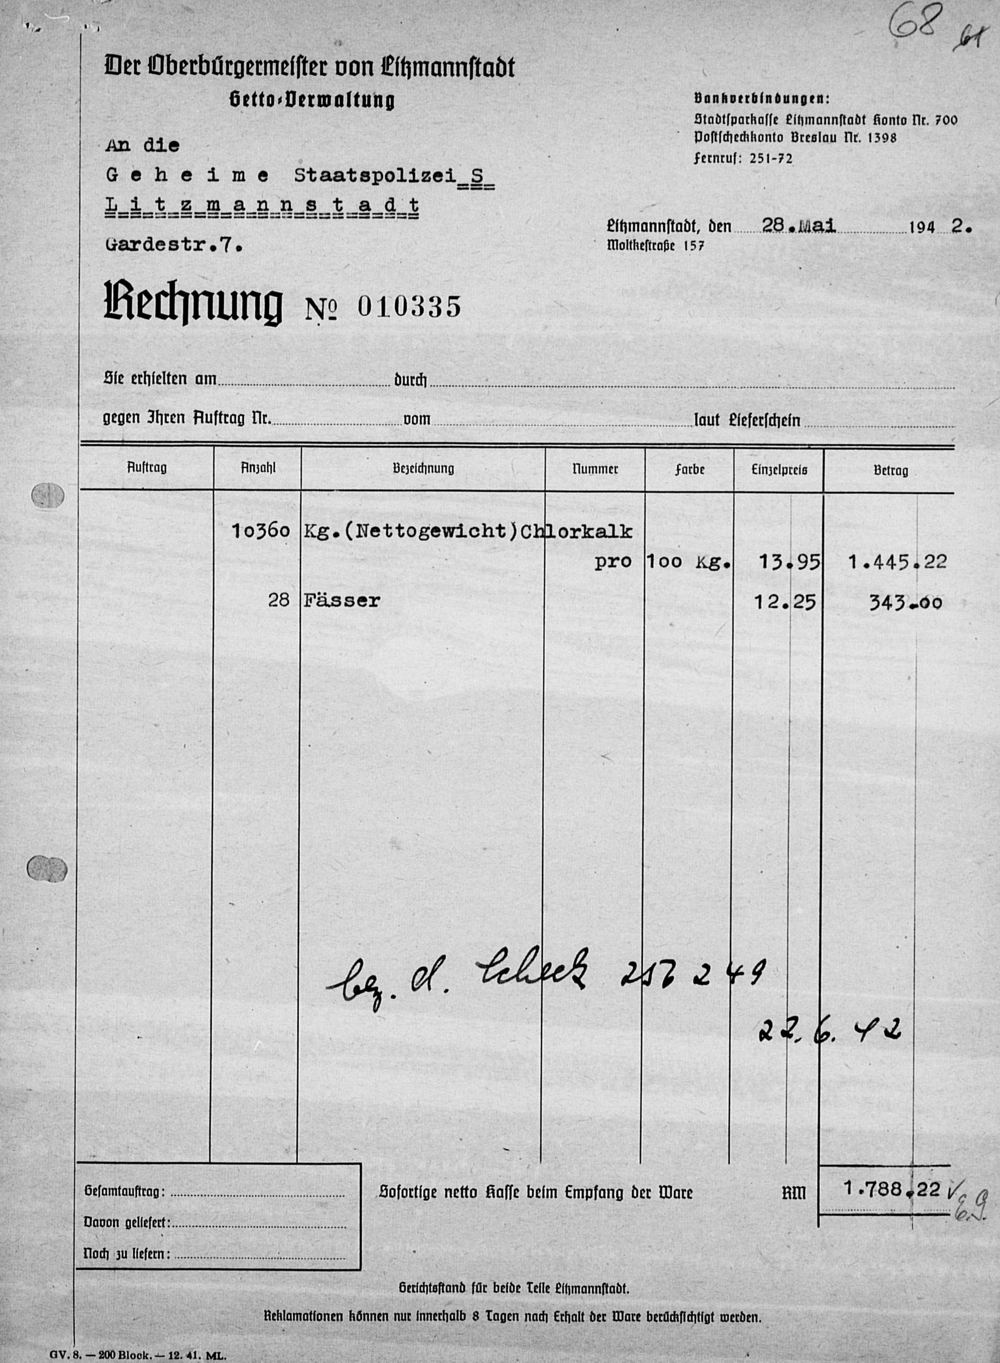 68 61
Der Oberbürgermeister von Litzmannstadt
Getto-Verwaltung
Bankverbindungen:
Stadtsparkasse Litzmannstadt Konto Nr. 700
Postscheckkonto Breslau Nr. 1398
Fernruf: 251-72
An die
Geheime Staatspolizei S
Litzmannstadt
Gardestr.7.
Litzmannstadt, den 28.Mai 1942.
Moltkestraße 157
Rechnung No 010335
Sie erhielten am durch
gegen Ihren Auftrag Nr. vom laut Lieferschein
Auftrag Anzahl Bezeichnung Nummer Farbe Einzelpreis Betrag
10360 Kg.(Nettogewicht)Chlorkalk
pro 100 Kg. 13.95 1.445.22
28 Fässer 12.25 343.00
bez. d. Scheck 256 249
22.6.42
Gesamtauftrag: Sofortige netto Kasse beim Empfang der Ware RM 1.788.22
Davon geliefert:
Noch zu liefern:
Gerichtsstand für beide Teile Litzmannstadt.
Reklamationen können nur innerhalb 8 Tagen nach Erhalt der Ware berücksichtigt werden.
GV. 8. — 200 Block. — 12. 41. ML.